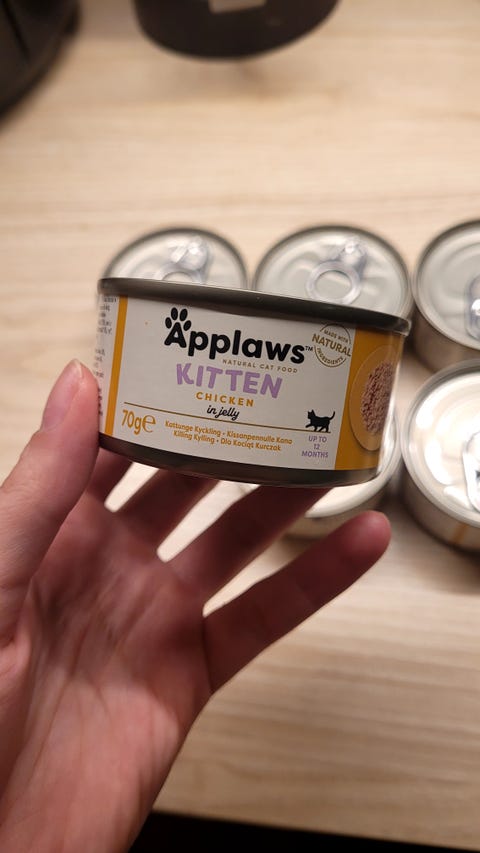 Applaws™
NATURAL CAT FOOD
MADE WITH
NATURAL
INGREDIENTS
KITTEN
CHICKEN
in jelly
70g℮
Kattunge Kyckling • Kissanpennulle Kana
Killing Kylling • Dla Kociąt Kurczak
UP TO
12
MONTHS